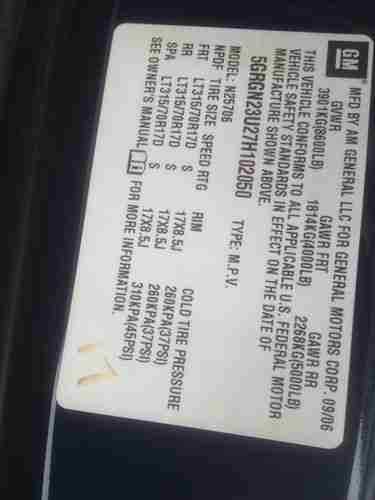 GM
MFD BY AM GENERAL LLC FOR GENERAL MOTORS CORP. 09/06
GVWR GAWR FRT GAWR RR
3901KG(8600LB) 1814KG(4000LB) 2268KG(5000LB)
THIS VEHICLE CONFORMS TO ALL APPLICABLE U.S. FEDERAL MOTOR
VEHICLE SAFETY STANDARDS IN EFFECT ON THE DATE OF
MANUFACTURE SHOWN ABOVE.
5GRGN23U27H102050 TYPE: M.P.V.
MODEL: N25706
NPDF TIRE SIZE SPEED RTG RIM COLD TIRE PRESSURE
FRT LT315/70R17D S 17X8.5J 260KPA(37PSI)
RR LT315/70R17D S 17X8.5J 260KPA(37PSI)
SPA LT315/70R17D S 17X8.5J 310KPA(45PSI)
SEE OWNER'S MANUAL FOR MORE INFORMATION.
17